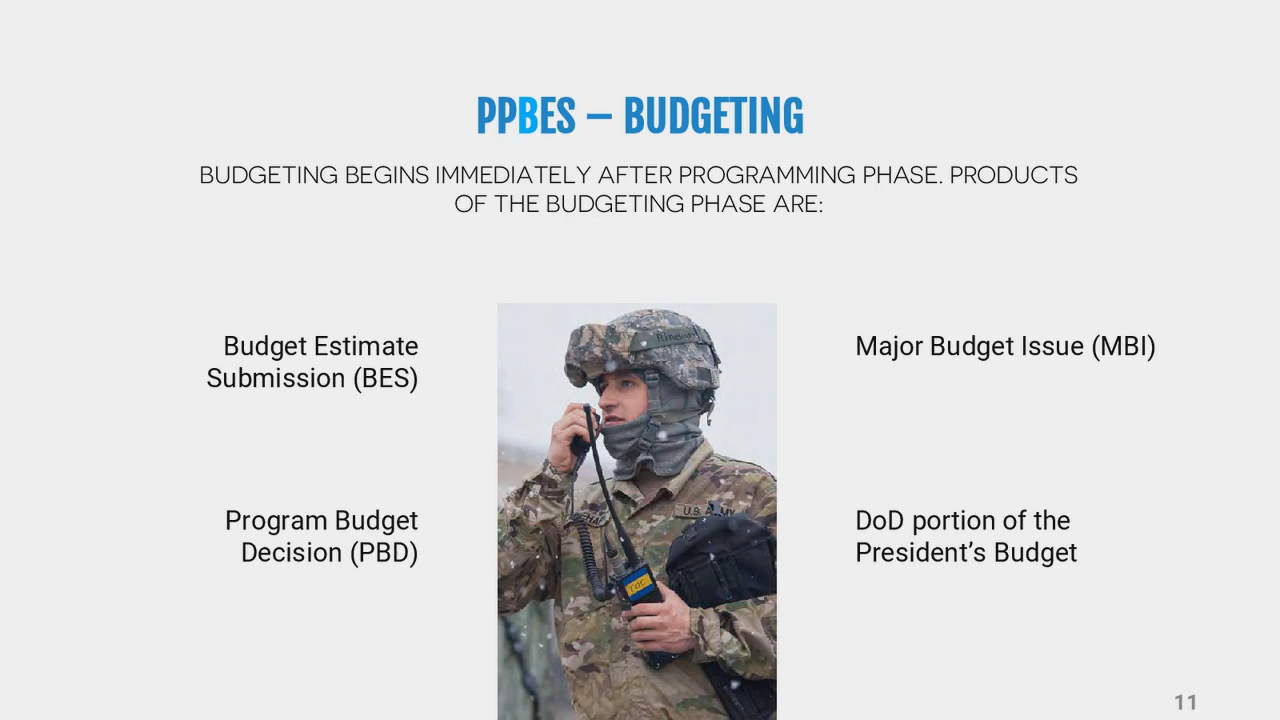 PPBES – BUDGETING
BUDGETING BEGINS IMMEDIATELY AFTER PROGRAMMING PHASE. PRODUCTS
OF THE BUDGETING PHASE ARE:
Budget Estimate
Submission (BES)
Major Budget Issue (MBI)
Program Budget
Decision (PBD)
DoD portion of the
President’s Budget
U.S. ARMY
11